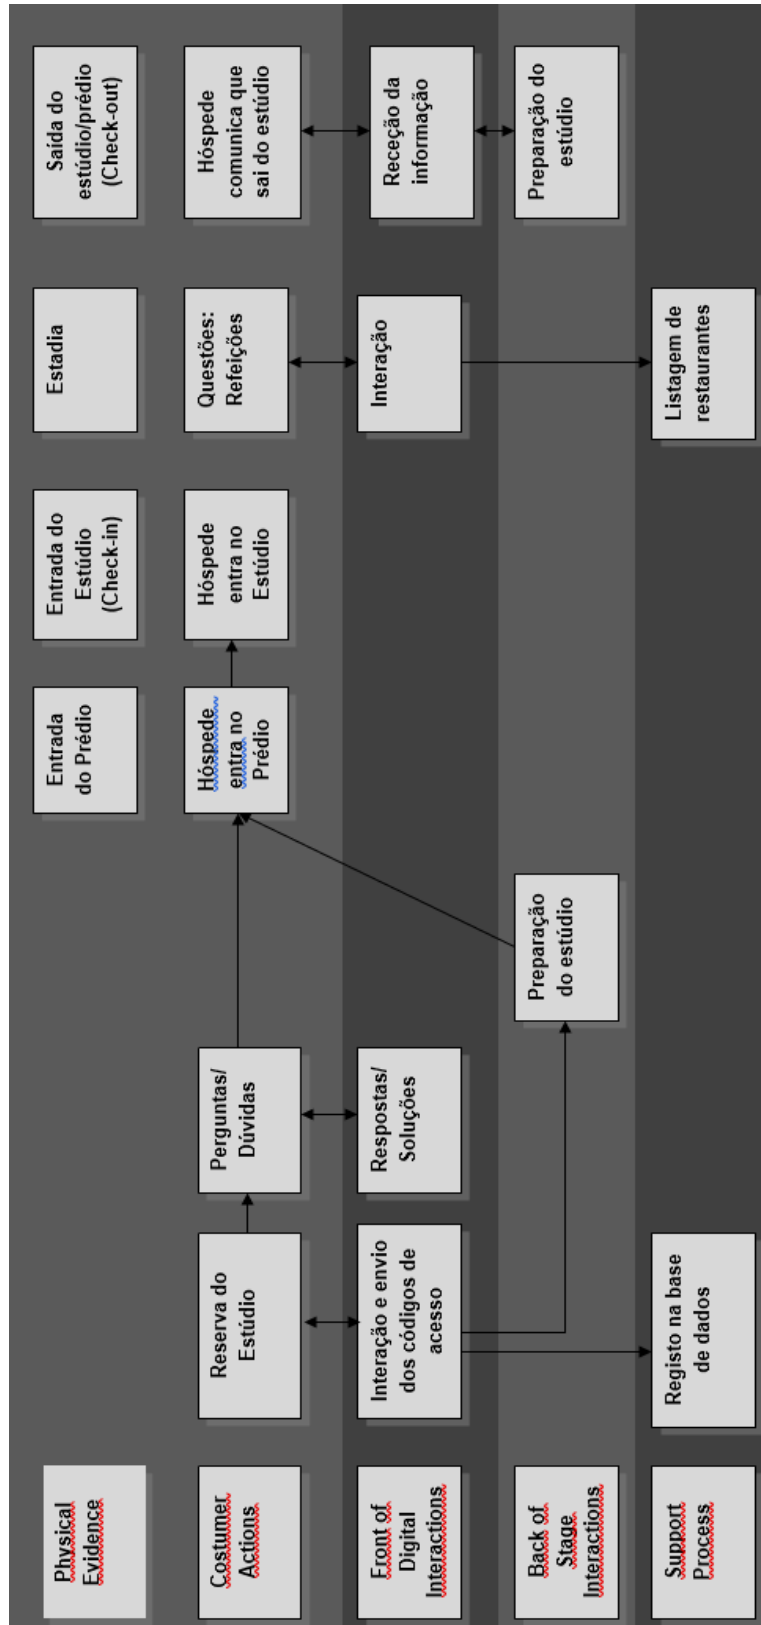 Physical
Evidence
Entrada
do Prédio
Entrada do
Estúdio
(Check-in)
Estadia
Saída do
estúdio/prédio
(Check-out)
Costumer
Actions
Reserva do
Estúdio
Perguntas/
Dúvidas
Hóspede
entra no
Prédio
Hóspede
entra no
Estúdio
Questões:
Refeições
Hóspede
comunica que
sai do estúdio
Front of
Digital
Interactions
Interação e envio
dos códigos de
acesso
Respostas/
Soluções
Interação
Receção da
informação
Back of
Stage
Interactions
Preparação
do estúdio
Preparação do
estúdio
Support
Process
Registo na base
de dados
Listagem de
restaurantes